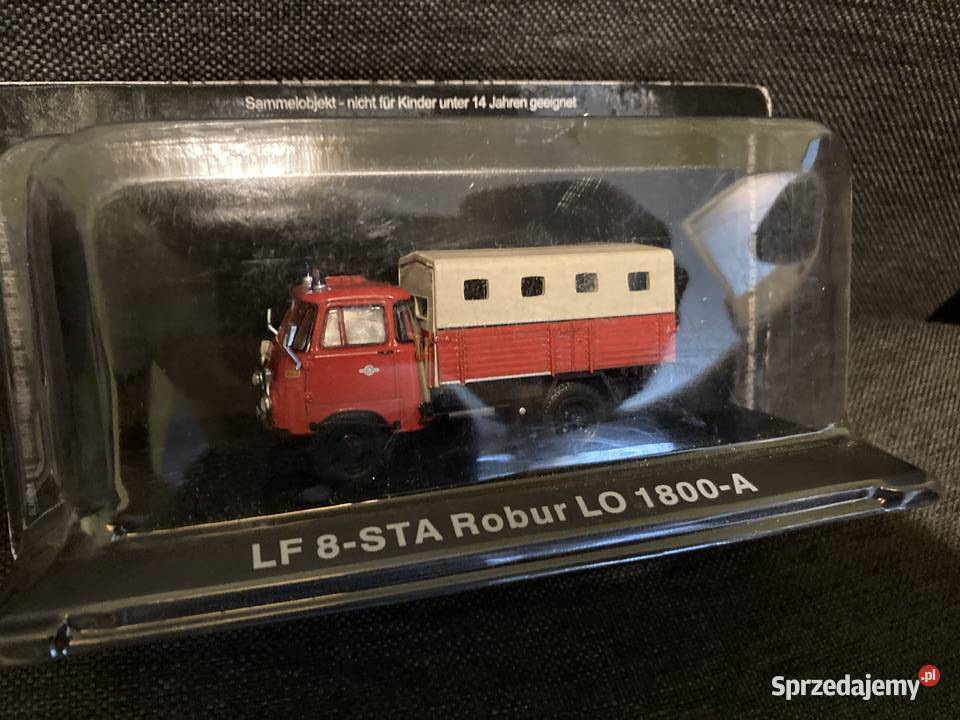 Sammelobjekt - nicht für Kinder unter 14 Jahren geeignet
LF 8-STA Robur LO 1800-A
Sprzedajemy.pl